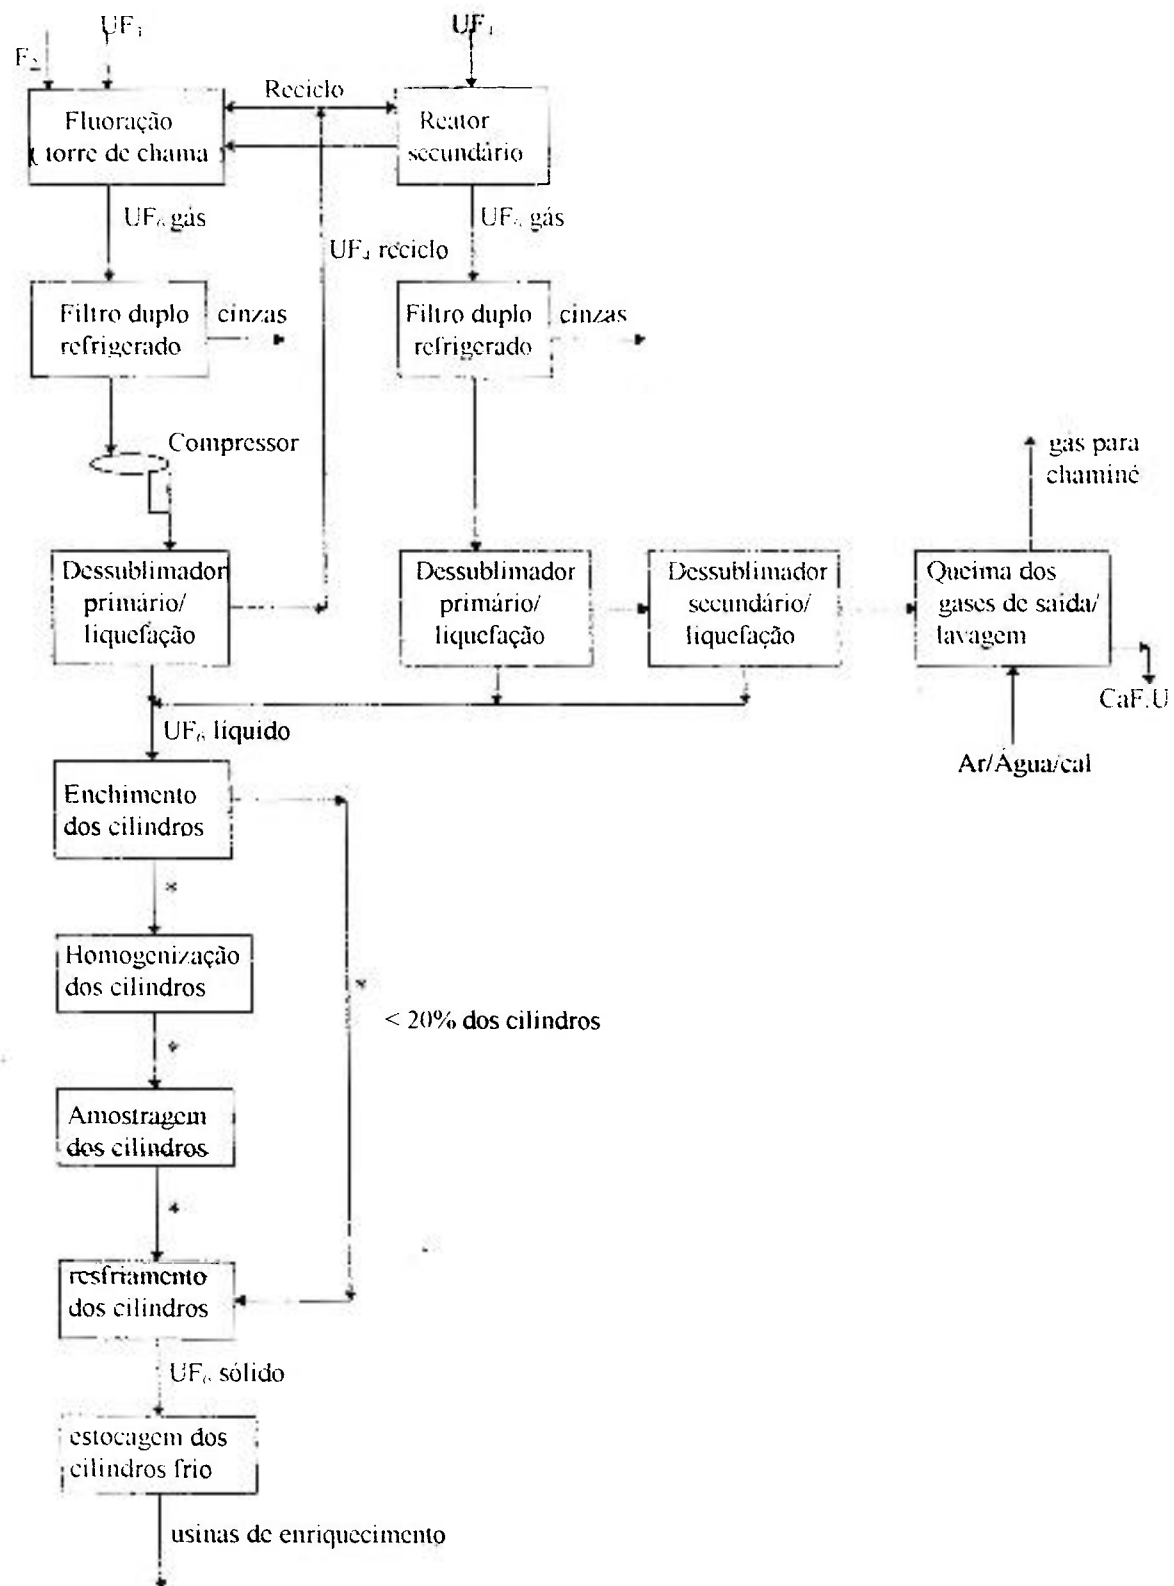 UF₄
UF₄
F₂
Reciclo
Fluoração
( torre de chama )
Reator
secundário
UF₆ gás
UF₆ gás
UF₄ reciclo
Filtro duplo
refrigerado
cinzas
Filtro duplo
refrigerado
cinzas
Compressor
gás para
chaminé
Dessublimador
primário/
liquefação
Dessublimador
primário/
liquefação
Dessublimador
secundário/
liquefação
Queima dos
gases de saída/
lavagem
CaF.U
UF₆ líquido
Ar/Água/cal
Enchimento
dos cilindros
*
Homogenização
dos cilindros
*
< 20% dos cilindros
*
Amostragem
dos cilindros
*
resfriamento
dos cilindros
UF₆ sólido
estocagem dos
cilindros frio
usinas de enriquecimento